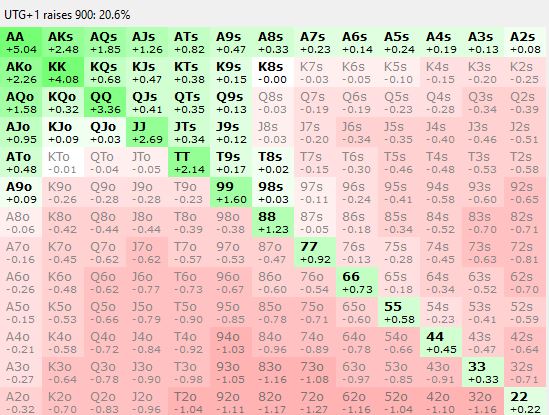 UTG+1 raises 900: 20.6%
AA AKs AQs AJs ATs A9s A8s A7s A6s A5s A4s A3s A2s
+5.04 +2.48 +1.85 +1.26 +0.82 +0.47 +0.33 +0.23 +0.14 +0.24 +0.19 +0.13 +0.08
AKo KK KQs KJs KTs K9s K8s K7s K6s K5s K4s K3s K2s
+2.26 +4.08 +0.68 +0.47 +0.38 +0.15 -0.00 -0.03 -0.05 -0.10 -0.15 -0.20 -0.25
AQo KQo QQ QJs QTs Q9s Q8s Q7s Q6s Q5s Q4s Q3s Q2s
+1.58 +0.32 +3.36 +0.41 +0.35 +0.13 -0.03 -0.19 -0.19 -0.23 -0.28 -0.34 -0.39
AJo KJo QJo JJ JTs J9s J8s J7s J6s J5s J4s J3s J2s
+0.95 +0.09 +0.03 +2.69 +0.34 +0.12 -0.03 -0.20 -0.34 -0.35 -0.40 -0.46 -0.51
ATo KTo QTo JTo TT T9s T8s T7s T6s T5s T4s T3s T2s
+0.48 -0.01 -0.04 -0.05 +2.14 +0.17 +0.02 -0.15 -0.30 -0.46 -0.48 -0.53 -0.58
A9o K9o Q9o J9o T9o 99 98s 97s 96s 95s 94s 93s 92s
+0.09 -0.26 -0.28 -0.28 -0.23 +1.60 +0.03 -0.11 -0.24 -0.41 -0.58 -0.60 -0.65
A8o K8o Q8o J8o T8o 98o 88 87s 86s 85s 84s 83s 82s
-0.06 -0.42 -0.44 -0.44 -0.39 -0.38 +1.23 -0.05 -0.18 -0.34 -0.52 -0.70 -0.71
A7o K7o Q7o J7o T7o 97o 87o 77 76s 75s 74s 73s 72s
-0.16 -0.45 -0.62 -0.62 -0.57 -0.53 -0.47 +0.92 -0.13 -0.28 -0.45 -0.63 -0.81
A6o K6o Q6o J6o T6o 96o 86o 76o 66 65s 64s 63s 62s
-0.26 -0.48 -0.62 -0.77 -0.73 -0.67 -0.60 -0.54 +0.73 -0.18 -0.34 -0.52 -0.70
A5o K5o Q5o J5o T5o 95o 85o 75o 65o 55 54s 53s 52s
-0.15 -0.53 -0.66 -0.79 -0.90 -0.85 -0.78 -0.71 -0.60 +0.58 -0.23 -0.41 -0.59
A4o K4o Q4o J4o T4o 94o 84o 74o 64o 54o 44 43s 42s
-0.21 -0.58 -0.72 -0.84 -0.92 -1.03 -0.96 -0.89 -0.78 -0.66 +0.45 -0.47 -0.64
A3o K3o Q3o J3o T3o 93o 83o 73o 63o 53o 43o 33 32s
-0.27 -0.64 -0.78 -0.90 -0.98 -1.05 -1.16 -1.08 -0.97 -0.85 -0.91 +0.33 -0.71
A2o K2o Q2o J2o T2o 92o 82o 72o 62o 52o 42o 32o 22
-0.32 -0.70 -0.83 -0.96 -1.04 -1.11 -1.17 -1.27 -1.16 -1.04 -1.10 -1.16 +0.22